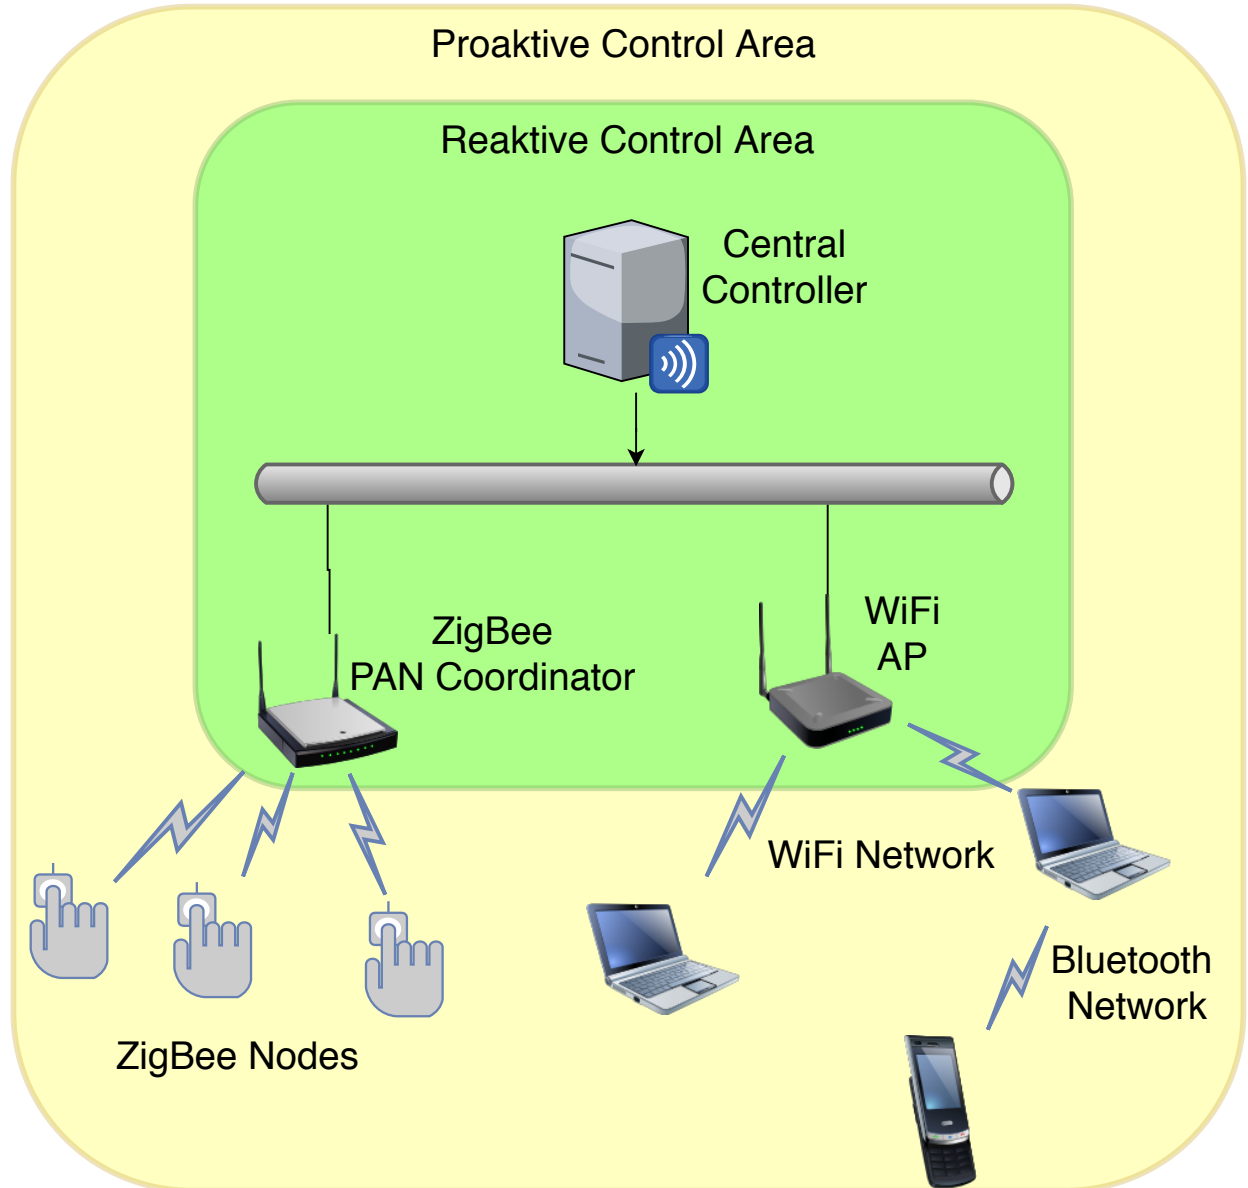 Proaktive Control Area
Reaktive Control Area
Central
Controller
ZigBee
PAN Coordinator
WiFi
AP
WiFi Network
Bluetooth
Network
ZigBee Nodes